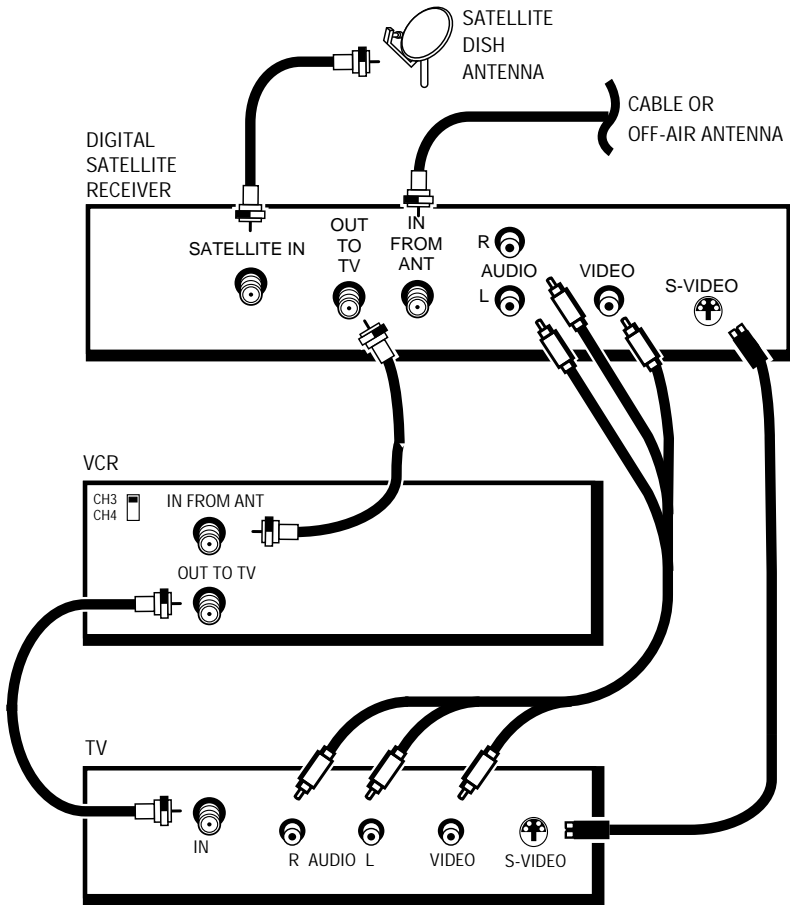 SATELLITE
DISH
ANTENNA
CABLE OR
OFF-AIR ANTENNA
DIGITAL
SATELLITE
RECEIVER
SATELLITE IN
OUT
TO
TV
IN
FROM
ANT
R
AUDIO
L
VIDEO
S-VIDEO
VCR
CH3
CH4
IN FROM ANT
OUT TO TV
TV
IN
R AUDIO L
VIDEO
S-VIDEO